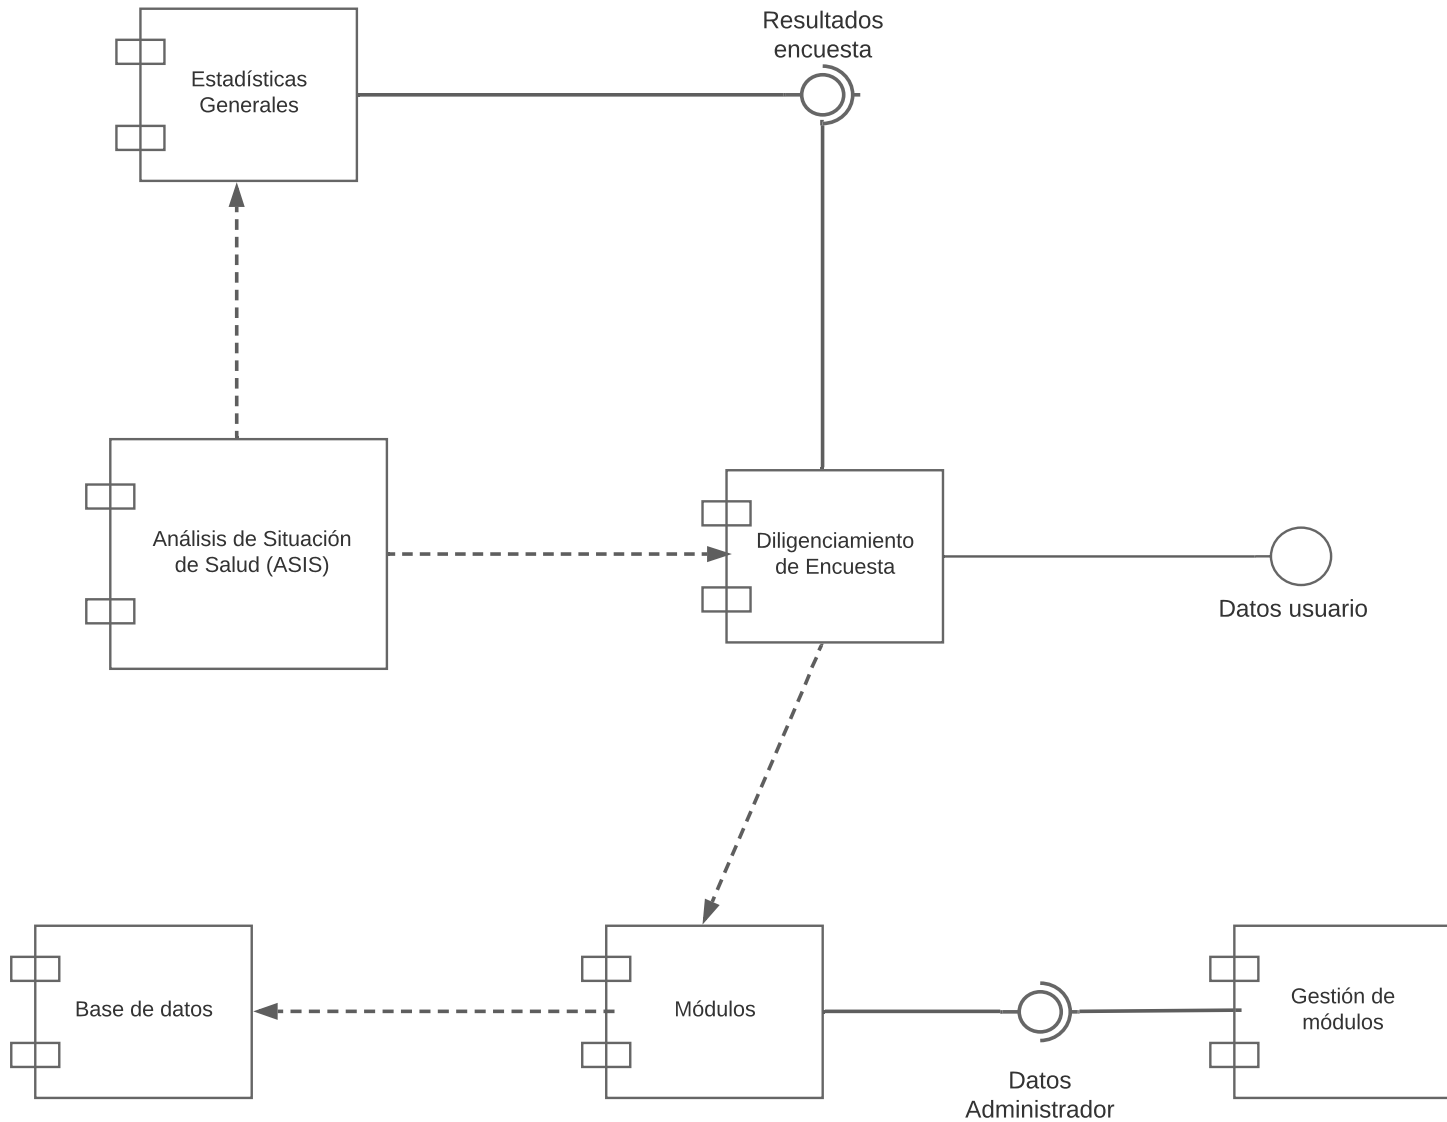 Resultados
encuesta
Estadísticas
Generales
Análisis de Situación
de Salud (ASIS)
Diligenciamiento
de Encuesta
Datos usuario
Base de datos
Módulos
Gestión de
módulos
Datos
Administrador